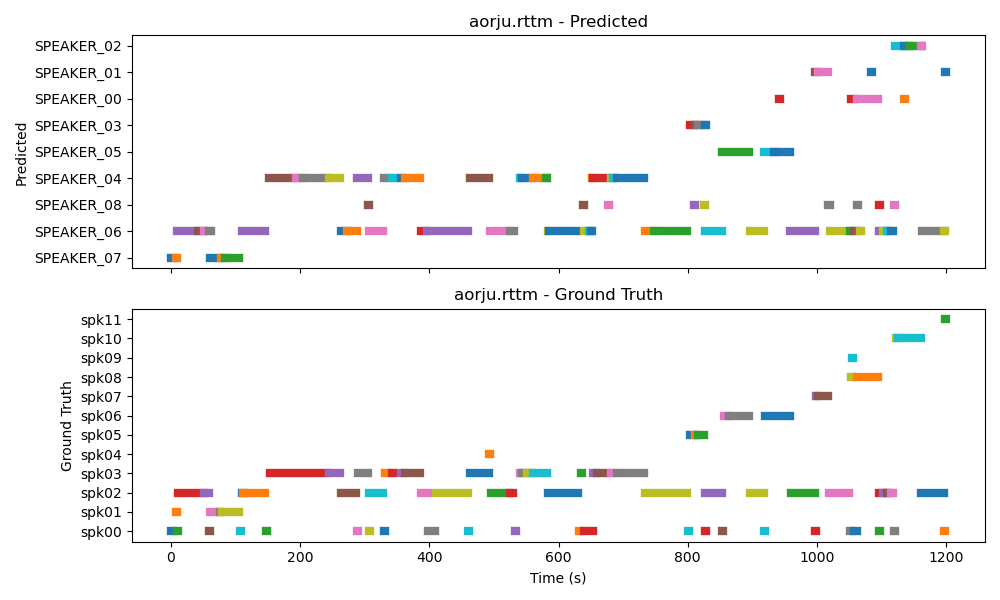 aorju.rttm - Predicted
Predicted
SPEAKER_02
SPEAKER_01
SPEAKER_00
SPEAKER_03
SPEAKER_05
SPEAKER_04
SPEAKER_08
SPEAKER_06
SPEAKER_07
aorju.rttm - Ground Truth
Ground Truth
spk11
spk10
spk09
spk08
spk07
spk06
spk05
spk04
spk03
spk02
spk01
spk00
0 200 400 600 800 1000 1200
Time (s)